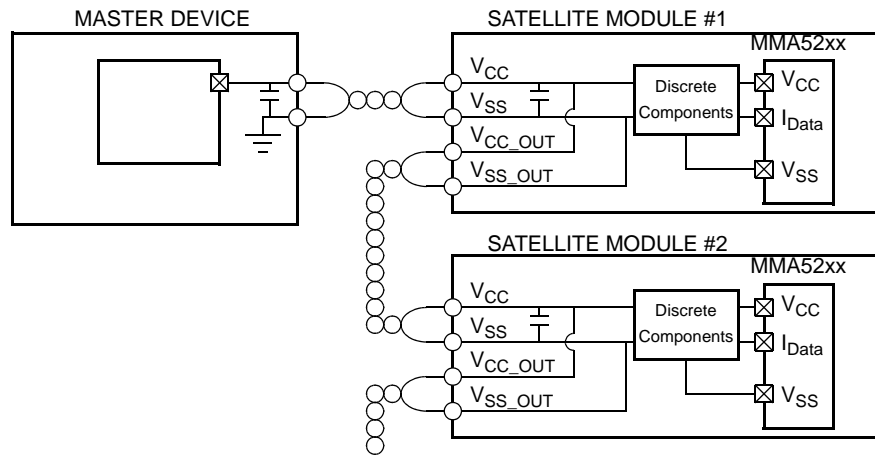 MASTER DEVICE
SATELLITE MODULE #1
MMA52xx
VCC
VSS
VCC_OUT
VSS_OUT
Discrete
Components
VCC
IData
VSS
SATELLITE MODULE #2
MMA52xx
VCC
VSS
VCC_OUT
VSS_OUT
Discrete
Components
VCC
IData
VSS